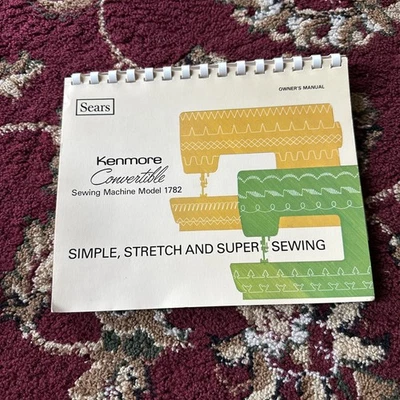 OWNER'S MANUAL
Sears
Kenmore
Convertible
Sewing Machine Model 1782
SIMPLE, STRETCH AND SUPER SEWING